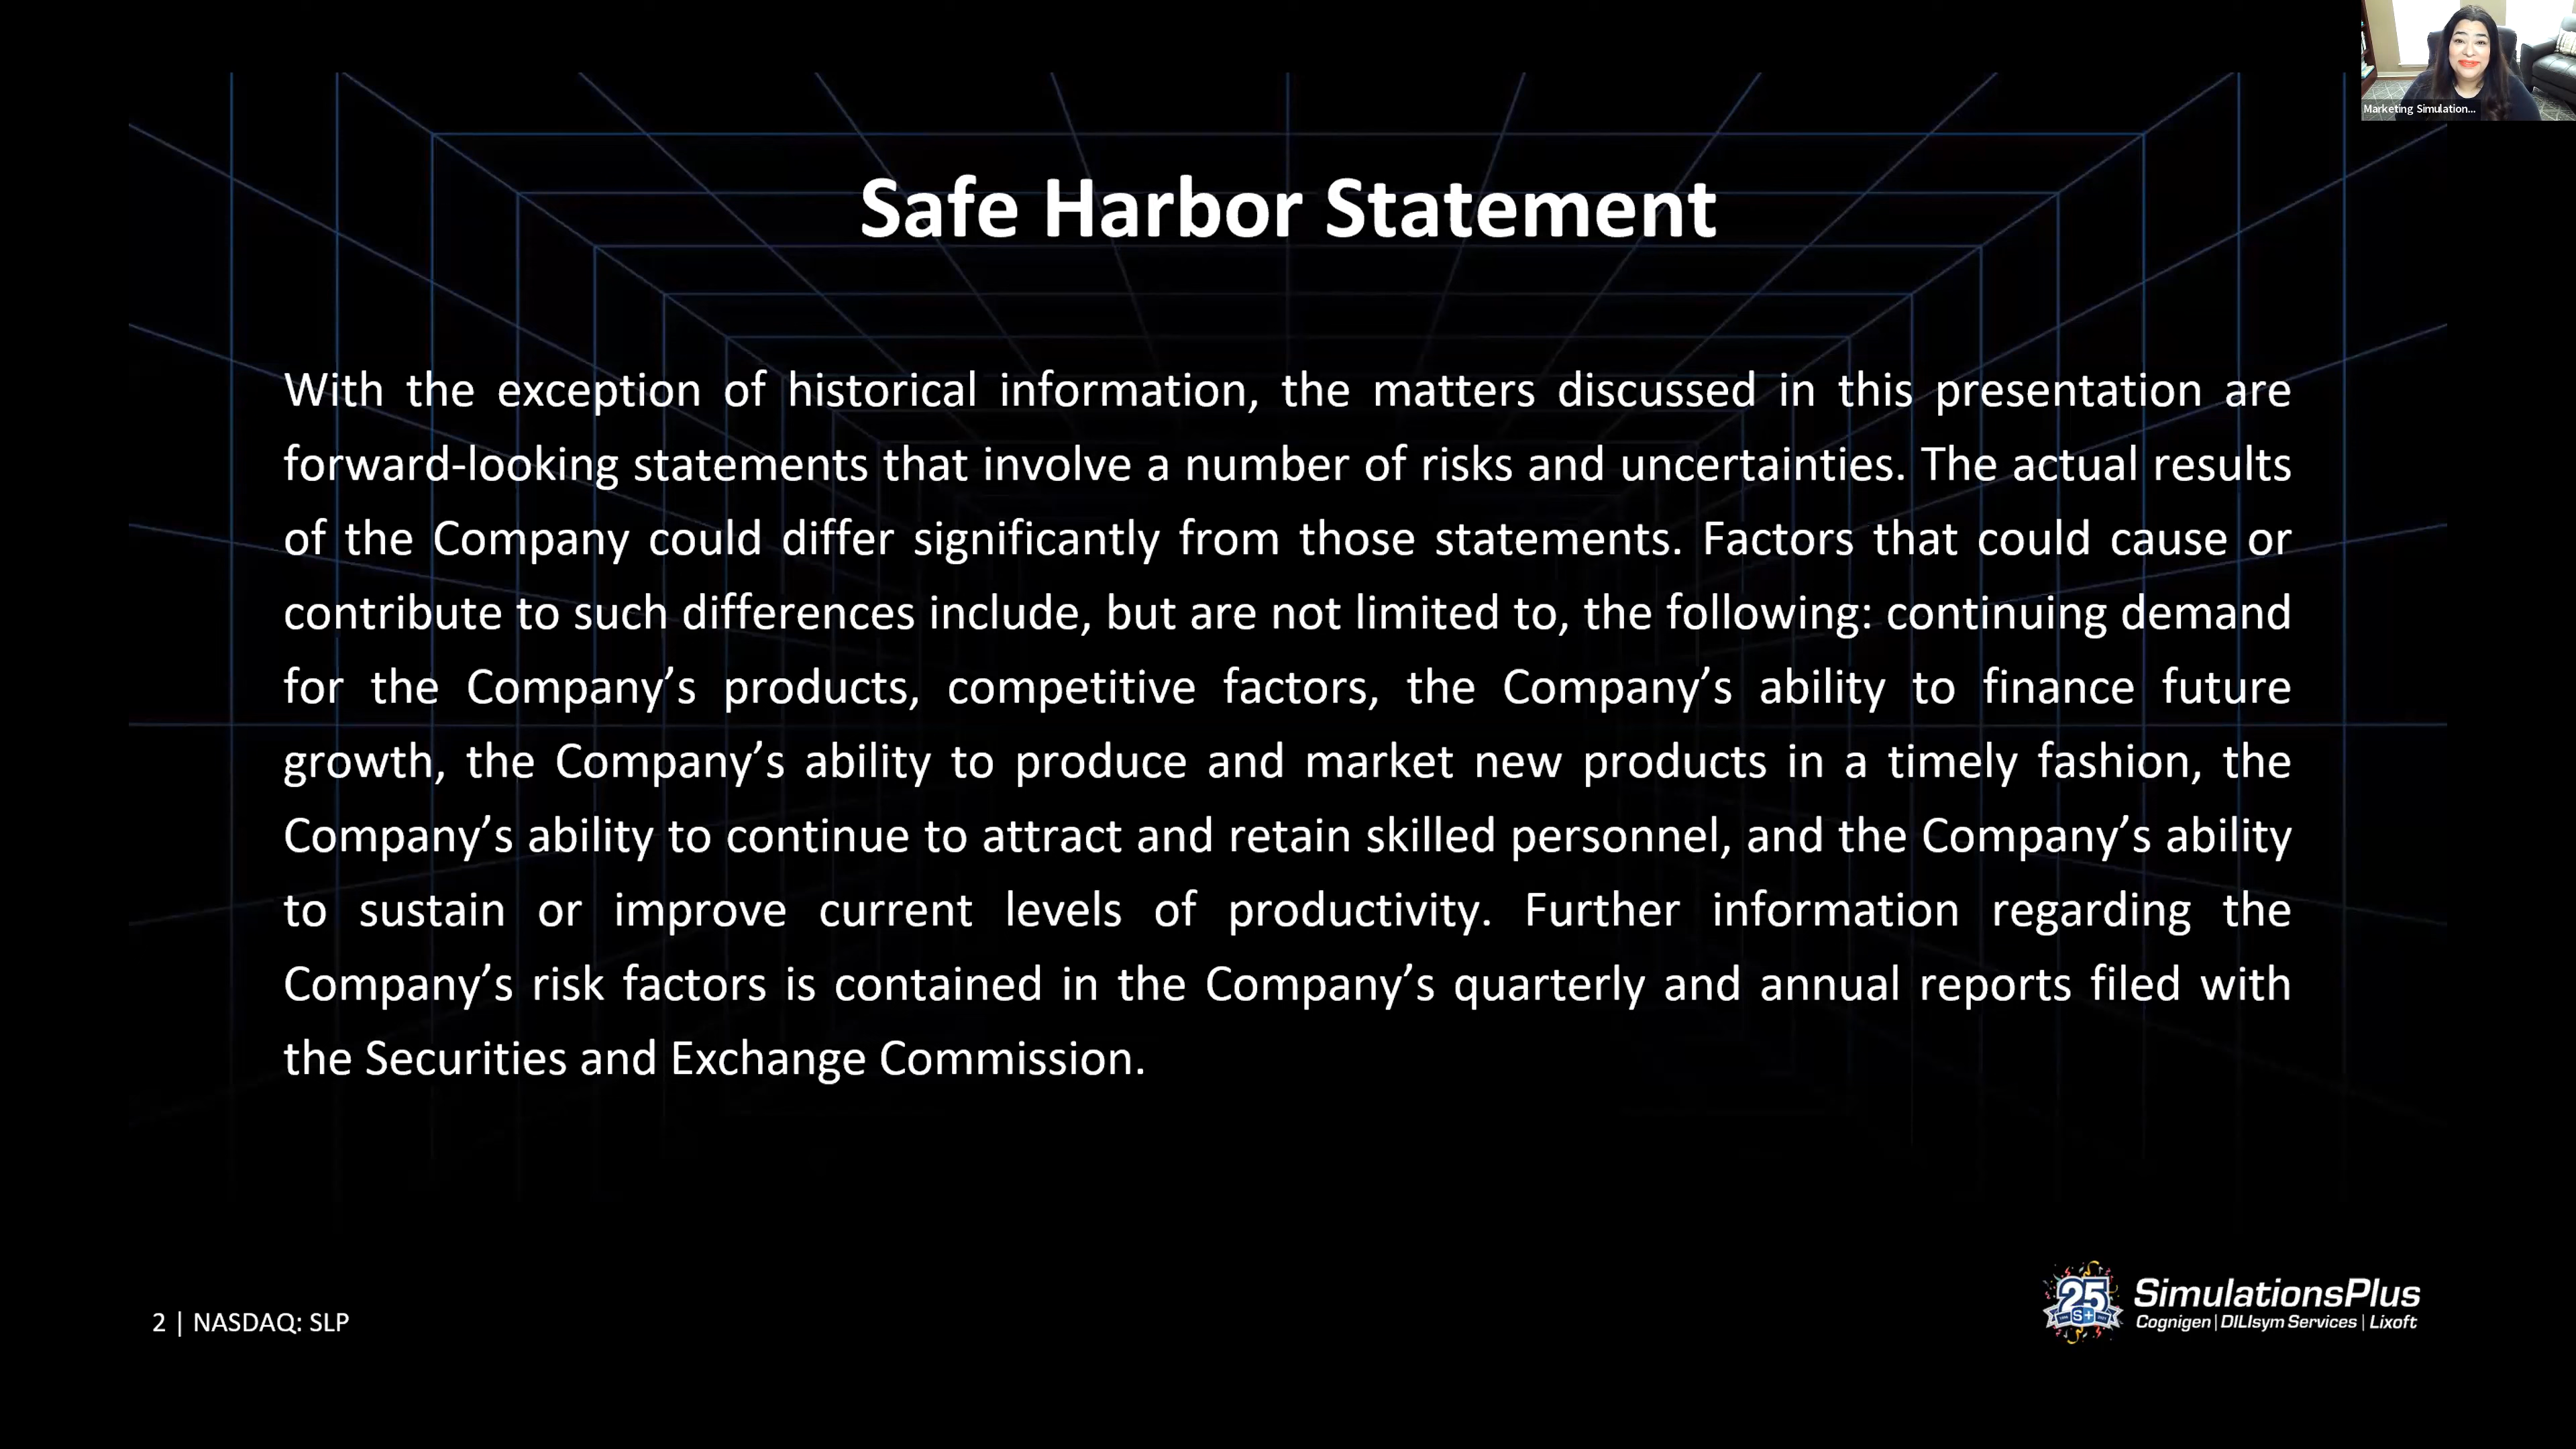 Marketing Simulation...
Safe Harbor Statement
With the exception of historical information, the matters discussed in this presentation are
forward-looking statements that involve a number of risks and uncertainties. The actual results
of the Company could differ significantly from those statements. Factors that could cause or
contribute to such differences include, but are not limited to, the following: continuing demand
for the Company’s products, competitive factors, the Company’s ability to finance future
growth, the Company’s ability to produce and market new products in a timely fashion, the
Company’s ability to continue to attract and retain skilled personnel, and the Company’s ability
to sustain or improve current levels of productivity. Further information regarding the
Company’s risk factors is contained in the Company’s quarterly and annual reports filed with
the Securities and Exchange Commission.
2 | NASDAQ: SLP
25
S+
SimulationsPlus
Cognigen | DILIsym Services | Lixoft